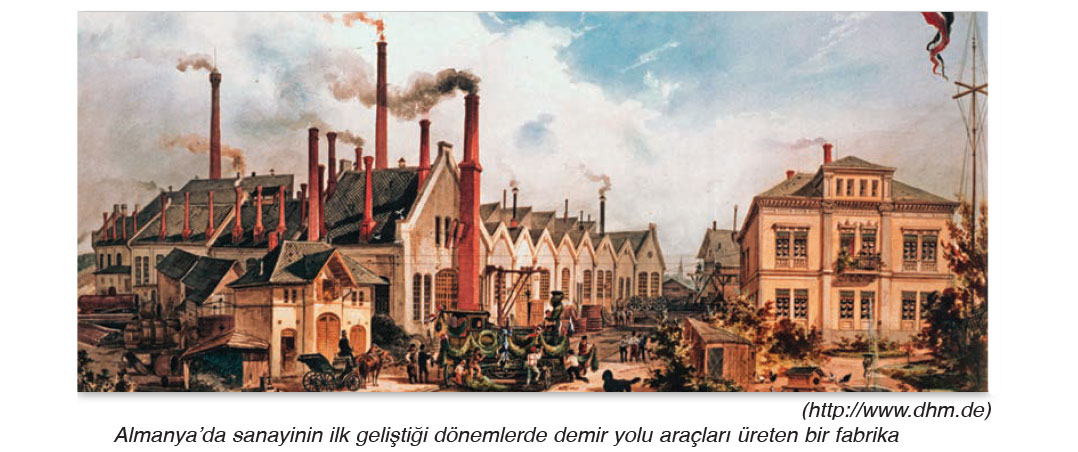 (http://www.dhm.de)
Almanya’da sanayinin ilk geliştiği dönemlerde demir yolu araçları üreten bir fabrika